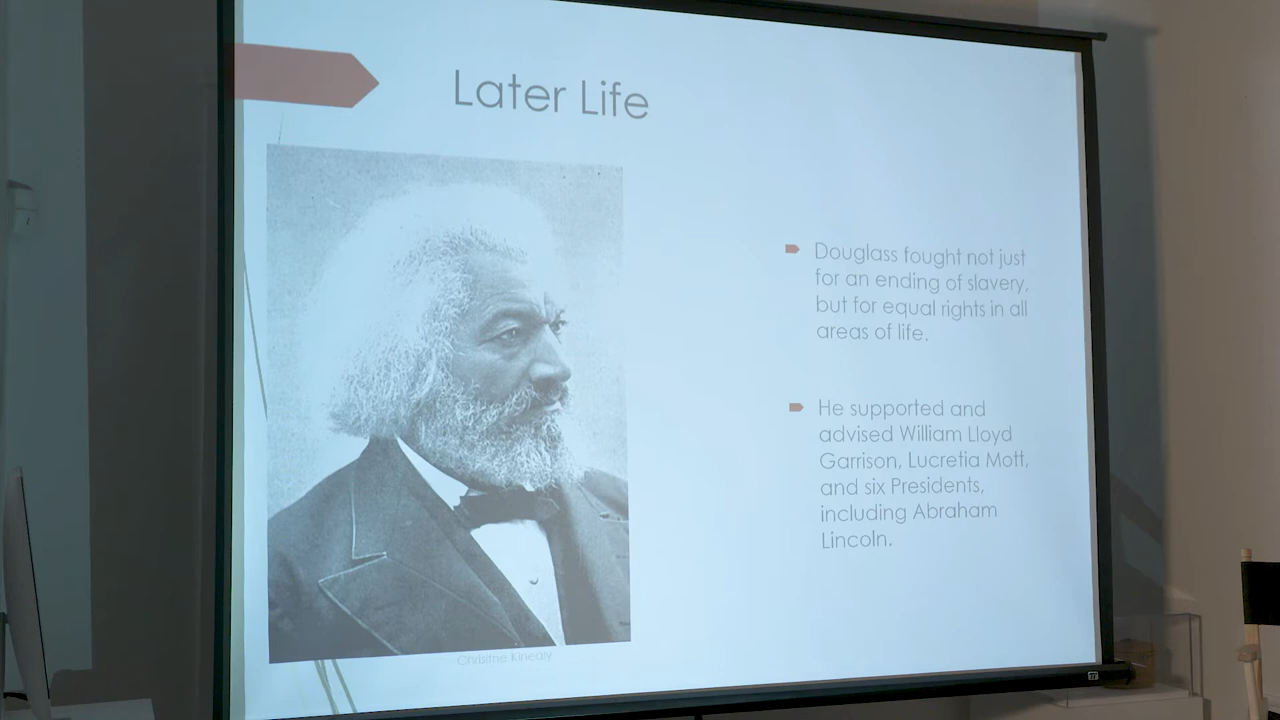 Later Life
Douglass fought not just
for an ending of slavery,
but for equal rights in all
areas of life.
He supported and
advised William Lloyd
Garrison, Lucretia Mott,
and six Presidents,
including Abraham
Lincoln.
Christine Kinealy